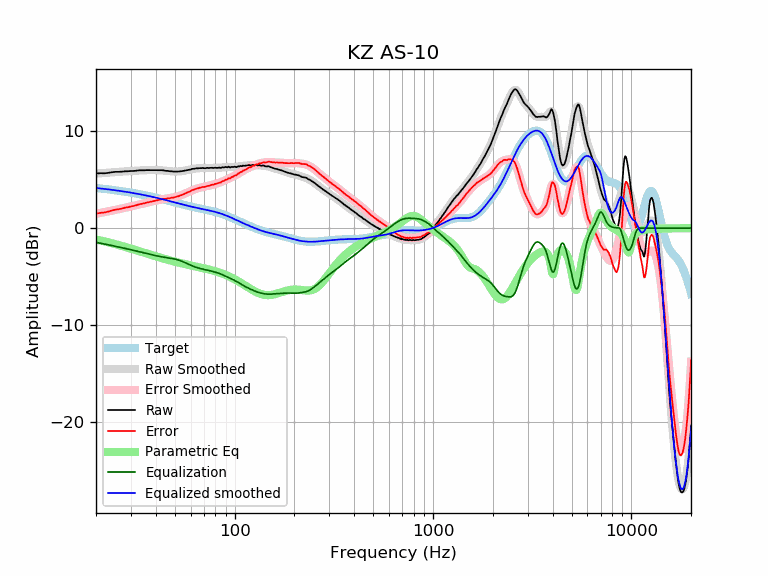 KZ AS-10
Amplitude (dBr)
10
0
−10
−20
Target
Raw Smoothed
Error Smoothed
Raw
Error
Parametric Eq
Equalization
Equalized smoothed
100
1000
10000
Frequency (Hz)